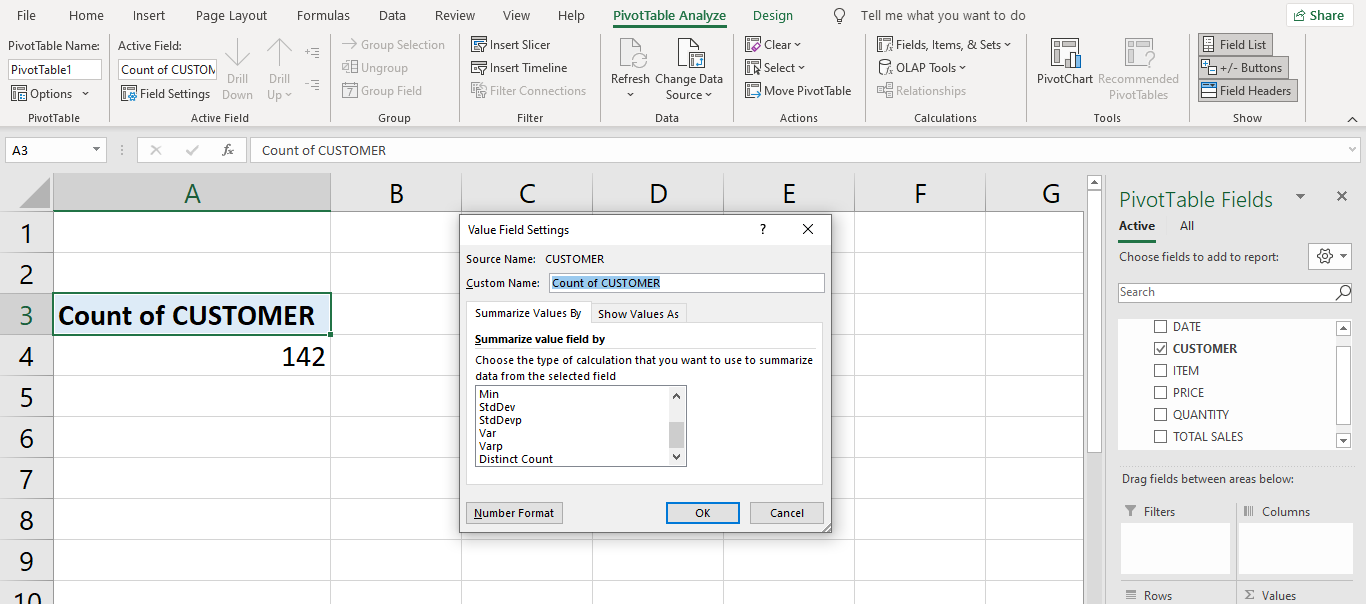 File Home Insert Page Layout Formulas Data Review View Help PivotTable Analyze Design Tell me what you want to do Share
PivotTable Name:
PivotTable1
Options
PivotTable
Active Field:
Count of CUSTOM
Field Settings
Drill Down
Drill Up
Active Field
Group Selection
Ungroup
Group Field
Group
Insert Slicer
Insert Timeline
Filter Connections
Filter
Refresh
Change Data Source
Data
Clear
Select
Move PivotTable
Actions
Fields, Items, & Sets
OLAP Tools
Relationships
Calculations
PivotChart
Recommended PivotTables
Tools
Field List
+/- Buttons
Field Headers
Show
A3 fx Count of CUSTOMER
A B C D E F G
1
2
3 Count of CUSTOMER
4 142
5
6
7
8
9
10
Value Field Settings ?
Source Name: CUSTOMER
Custom Name: Count of CUSTOMER
Summarize Values By Show Values As
Summarize value field by
Choose the type of calculation that you want to use to summarize
data from the selected field
Min
StdDev
StdDevp
Var
Varp
Distinct Count
Number Format OK Cancel
PivotTable Fields
Active All
Choose fields to add to report:
Search
DATE
CUSTOMER
ITEM
PRICE
QUANTITY
TOTAL SALES
Drag fields between areas below:
Filters Columns
Rows Σ Values